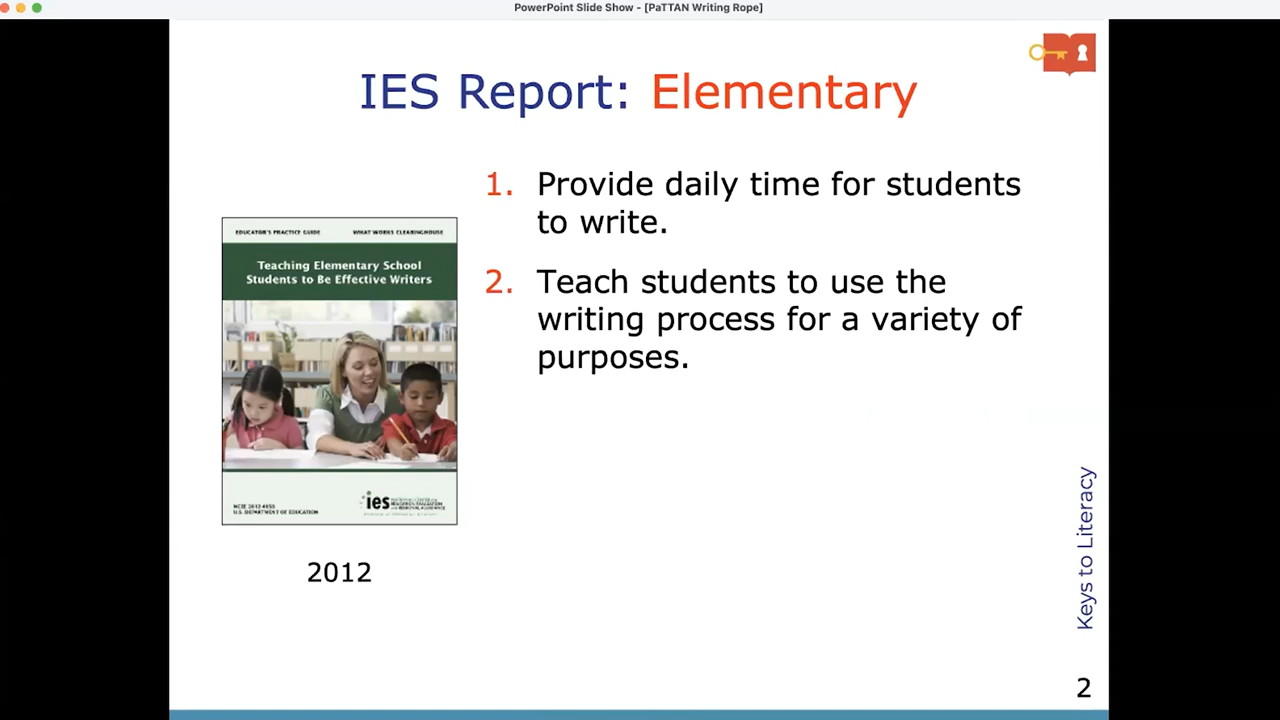 PowerPoint Slide Show - [PaTTAN Writing Rope]
IES Report: Elementary
1. Provide daily time for students
to write.
2. Teach students to use the
writing process for a variety of
purposes.
EDUCATOR'S PRACTICE GUIDE WHAT WORKS CLEARINGHOUSE
Teaching Elementary School
Students to Be Effective Writers
ies
U.S. DEPARTMENT OF EDUCATION
2012
Keys to Literacy
2